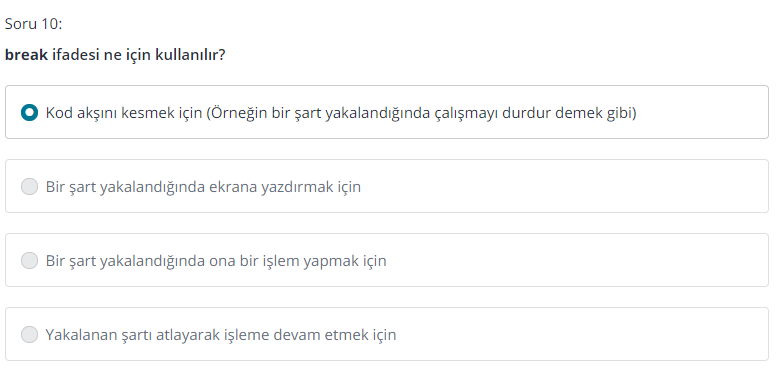 Soru 10:
break ifadesi ne için kullanılır?
Kod akşını kesmek için (Örneğin bir şart yakalandığında çalışmayı durdur demek gibi)
Bir şart yakalandığında ekrana yazdırmak için
Bir şart yakalandığında ona bir işlem yapmak için
Yakalanan şartı atlayarak işleme devam etmek için